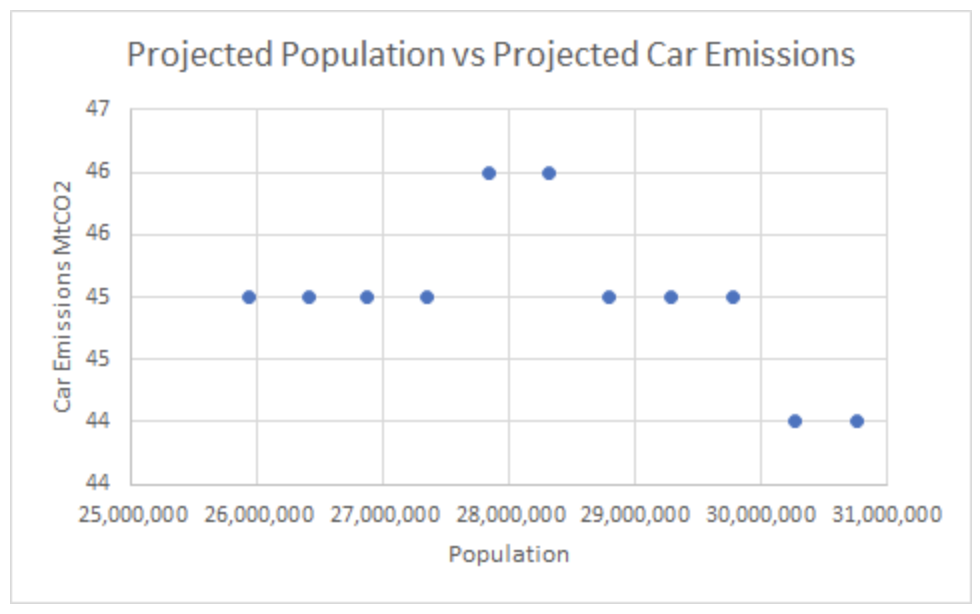 Projected Population vs Projected Car Emissions
47
46
46
45
45
44
44
Car Emissions MtCO2
25,000,000 26,000,000 27,000,000 28,000,000 29,000,000 30,000,000 31,000,000
Population